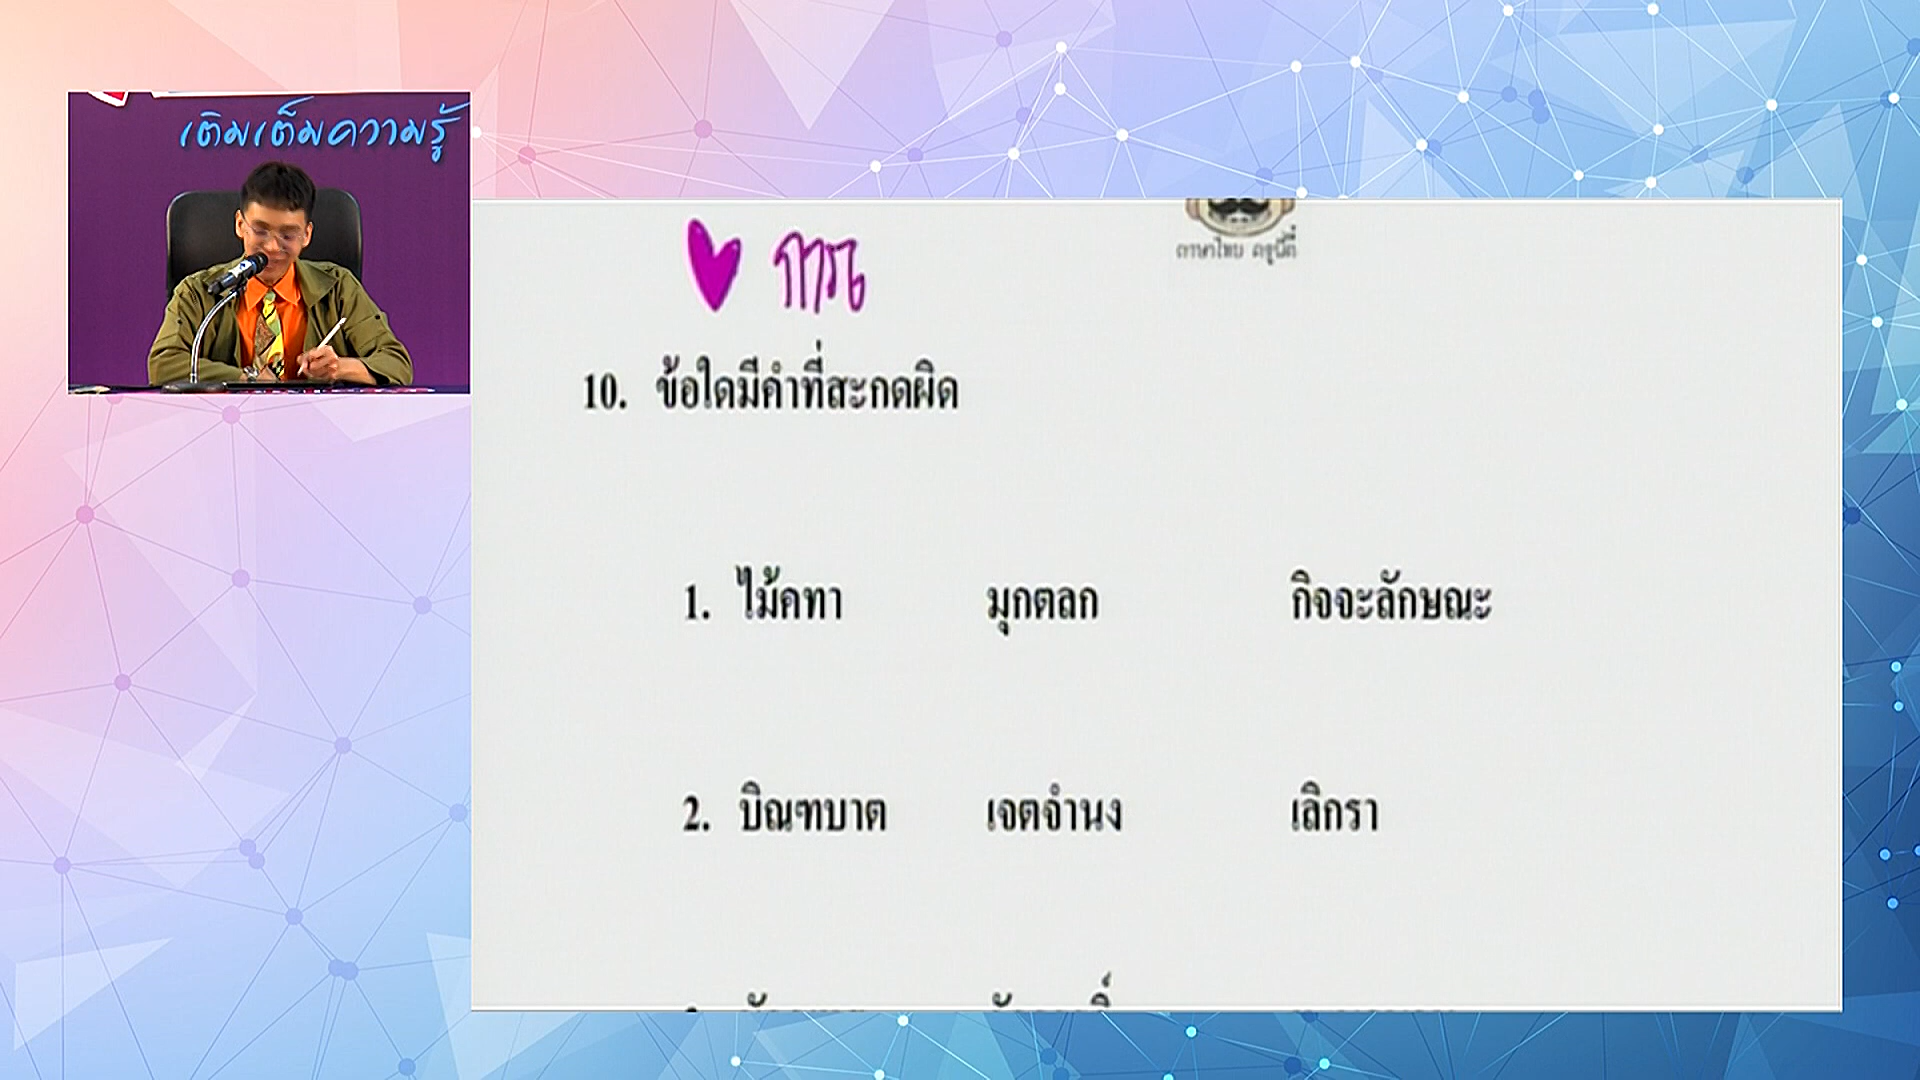 เติมเต็มความรู้
ภาษาไทย ครูนิกี้
10. ข้อใดมีคำที่สะกดผิด
1. ไม้คทา มุกตลก กิจจะลักษณะ
2. บิณฑบาต เจตจำนง เลิกรา